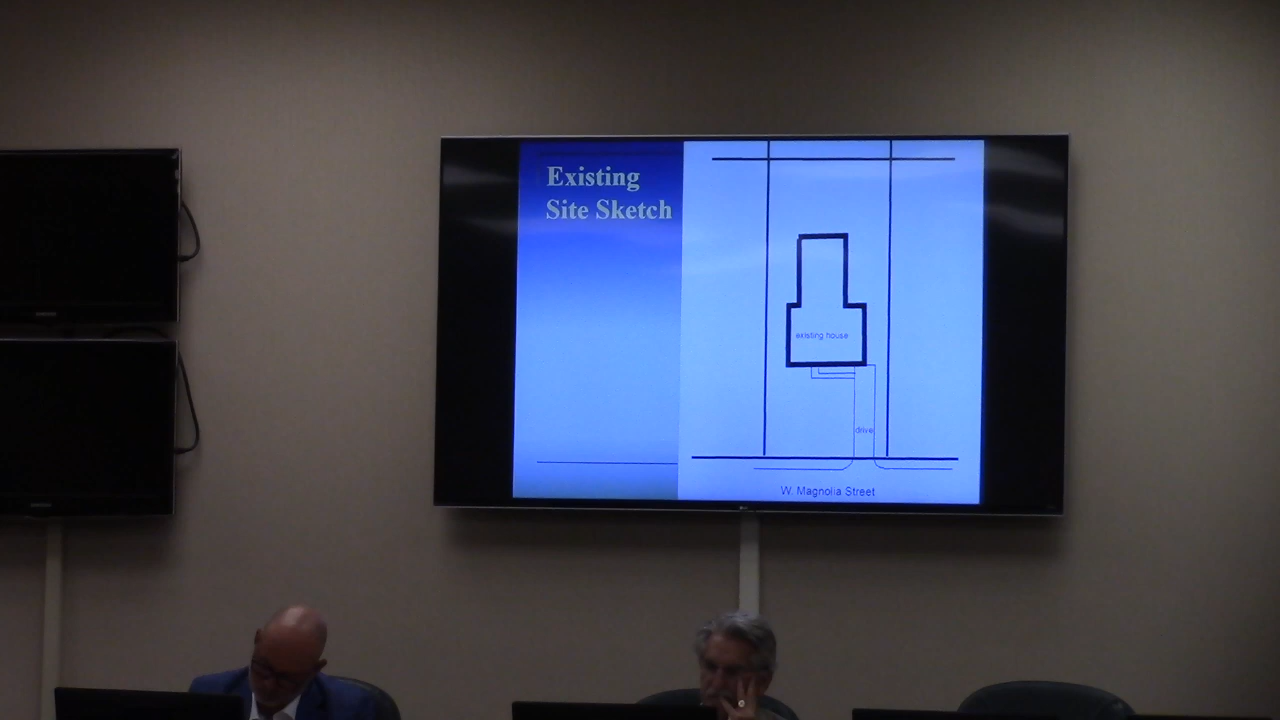 Existing
Site Sketch
existing house
drive
W. Magnolia Street